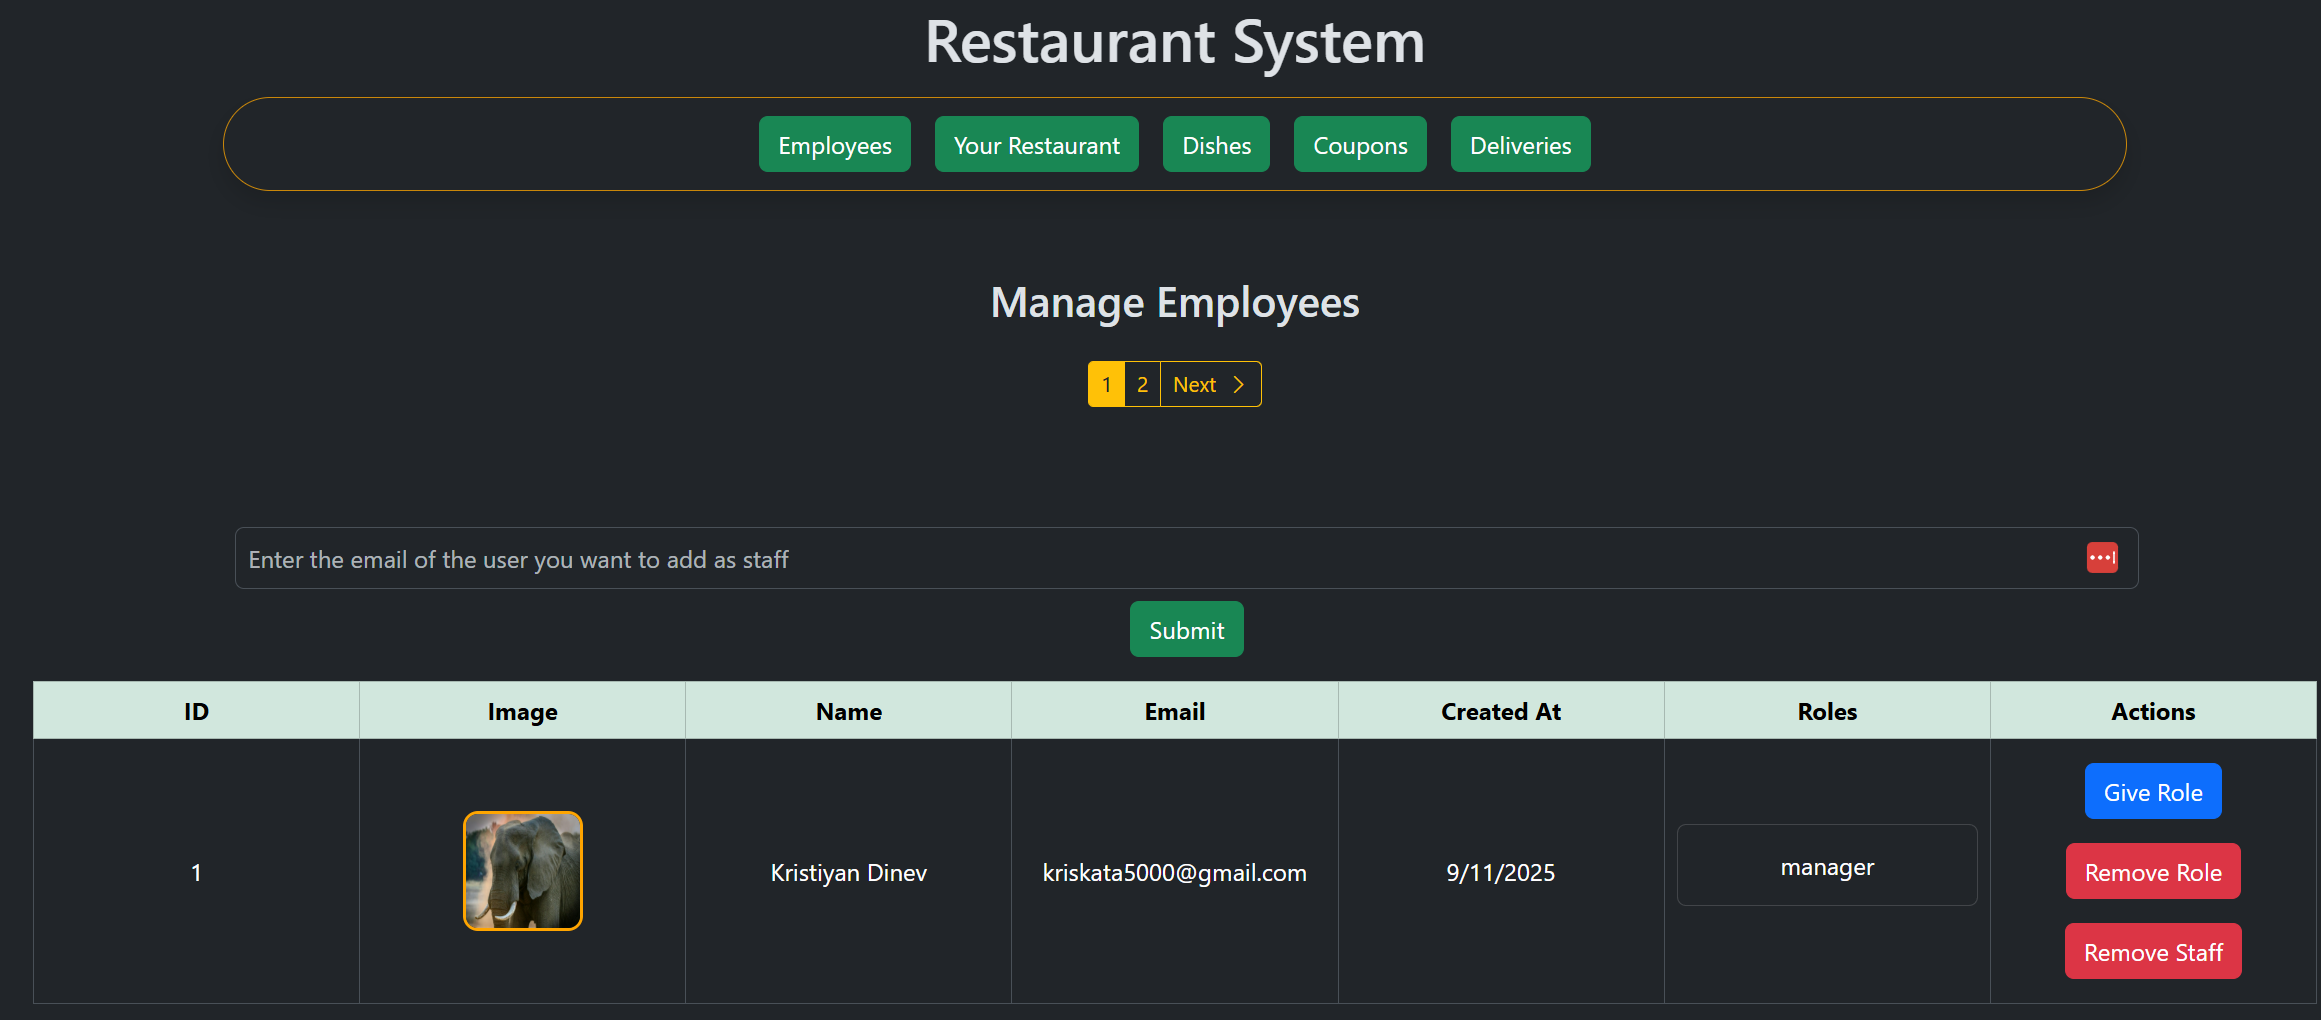 Restaurant System
Employees Your Restaurant Dishes Coupons Deliveries
Manage Employees
1 2 Next
Enter the email of the user you want to add as staff
Submit
ID Image Name Email Created At Roles Actions
Give Role
1 Kristiyan Dinev kriskata5000@gmail.com 9/11/2025 manager Remove Role
Remove Staff